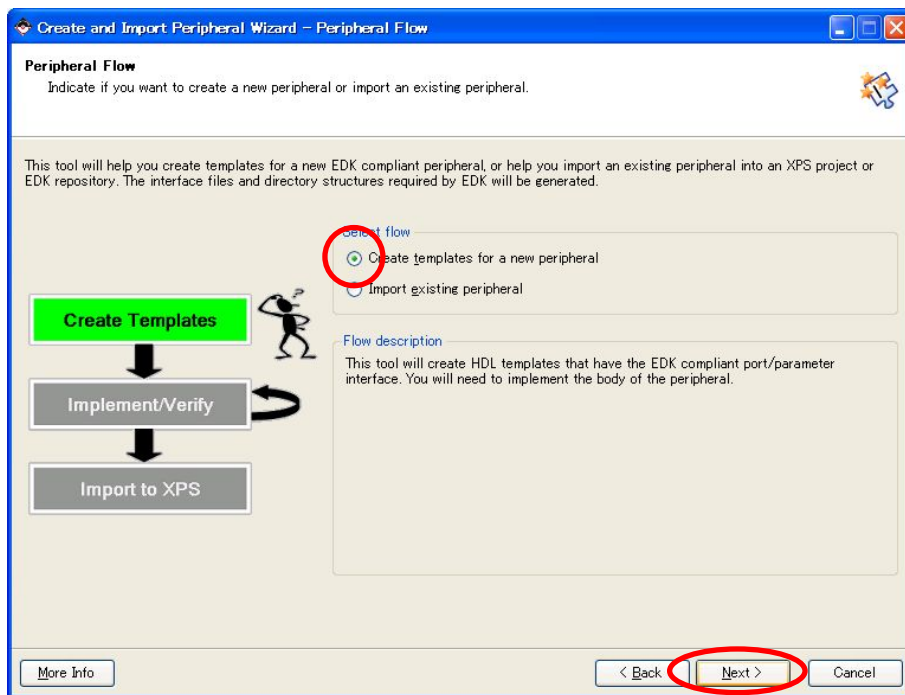 Create and Import Peripheral Wizard - Peripheral Flow
Peripheral Flow
Indicate if you want to create a new peripheral or import an existing peripheral.
This tool will help you create templates for a new EDK compliant peripheral, or help you import an existing peripheral into an XPS project or
EDK repository. The interface files and directory structures required by EDK will be generated.
Select flow
Create templates for a new peripheral
Import existing peripheral
Create Templates
Implement/Verify
Import to XPS
Flow description
This tool will create HDL templates that have the EDK compliant port/parameter
interface. You will need to implement the body of the peripheral.
More Info
< Back
Next >
Cancel